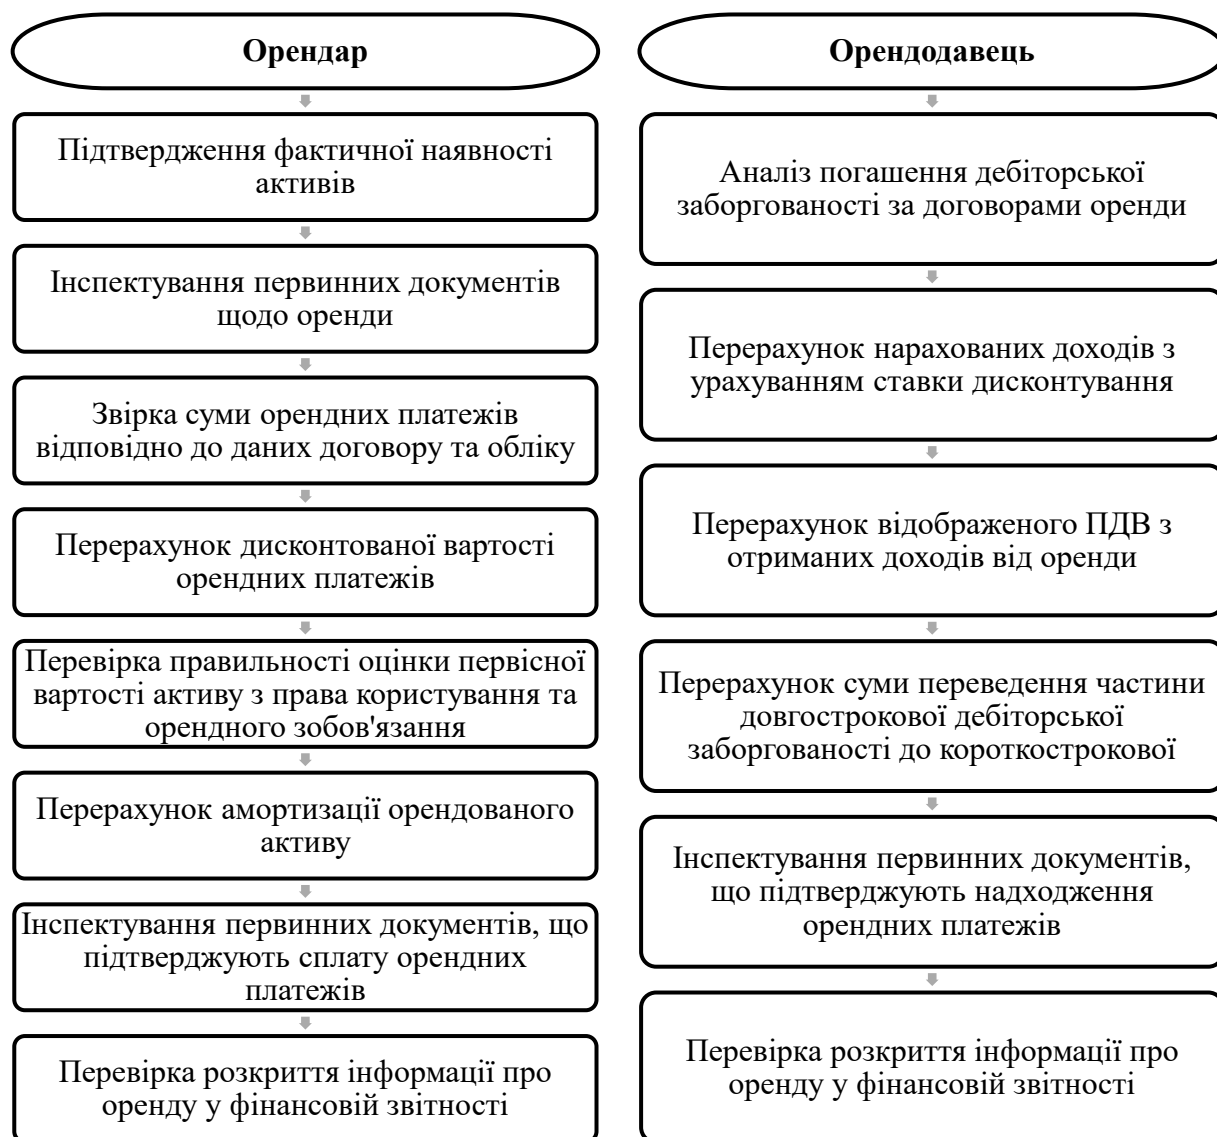 Орендар
Підтвердження фактичної наявності
активів
Інспектування первинних документів
щодо оренди
Звірка суми орендних платежів
відповідно до даних договору та обліку
Перерахунок дисконтованої вартості
орендних платежів
Перевірка правильності оцінки первісної
вартості активу з права користування та
орендного зобов'язання
Перерахунок амортизації орендованого
активу
Інспектування первинних документів, що
підтверджують сплату орендних
платежів
Перевірка розкриття інформації про
оренду у фінансовій звітності
Орендодавець
Аналіз погашення дебіторської
заборгованості за договорами оренди
Перерахунок нарахованих доходів з
урахуванням ставки дисконтування
Перерахунок відображеного ПДВ з
отриманих доходів від оренди
Перерахунок суми переведення частини
довгострокової дебіторської
заборгованості до короткострокової
Інспектування первинних документів,
що підтверджують надходження
орендних платежів
Перевірка розкриття інформації про
оренду у фінансовій звітності